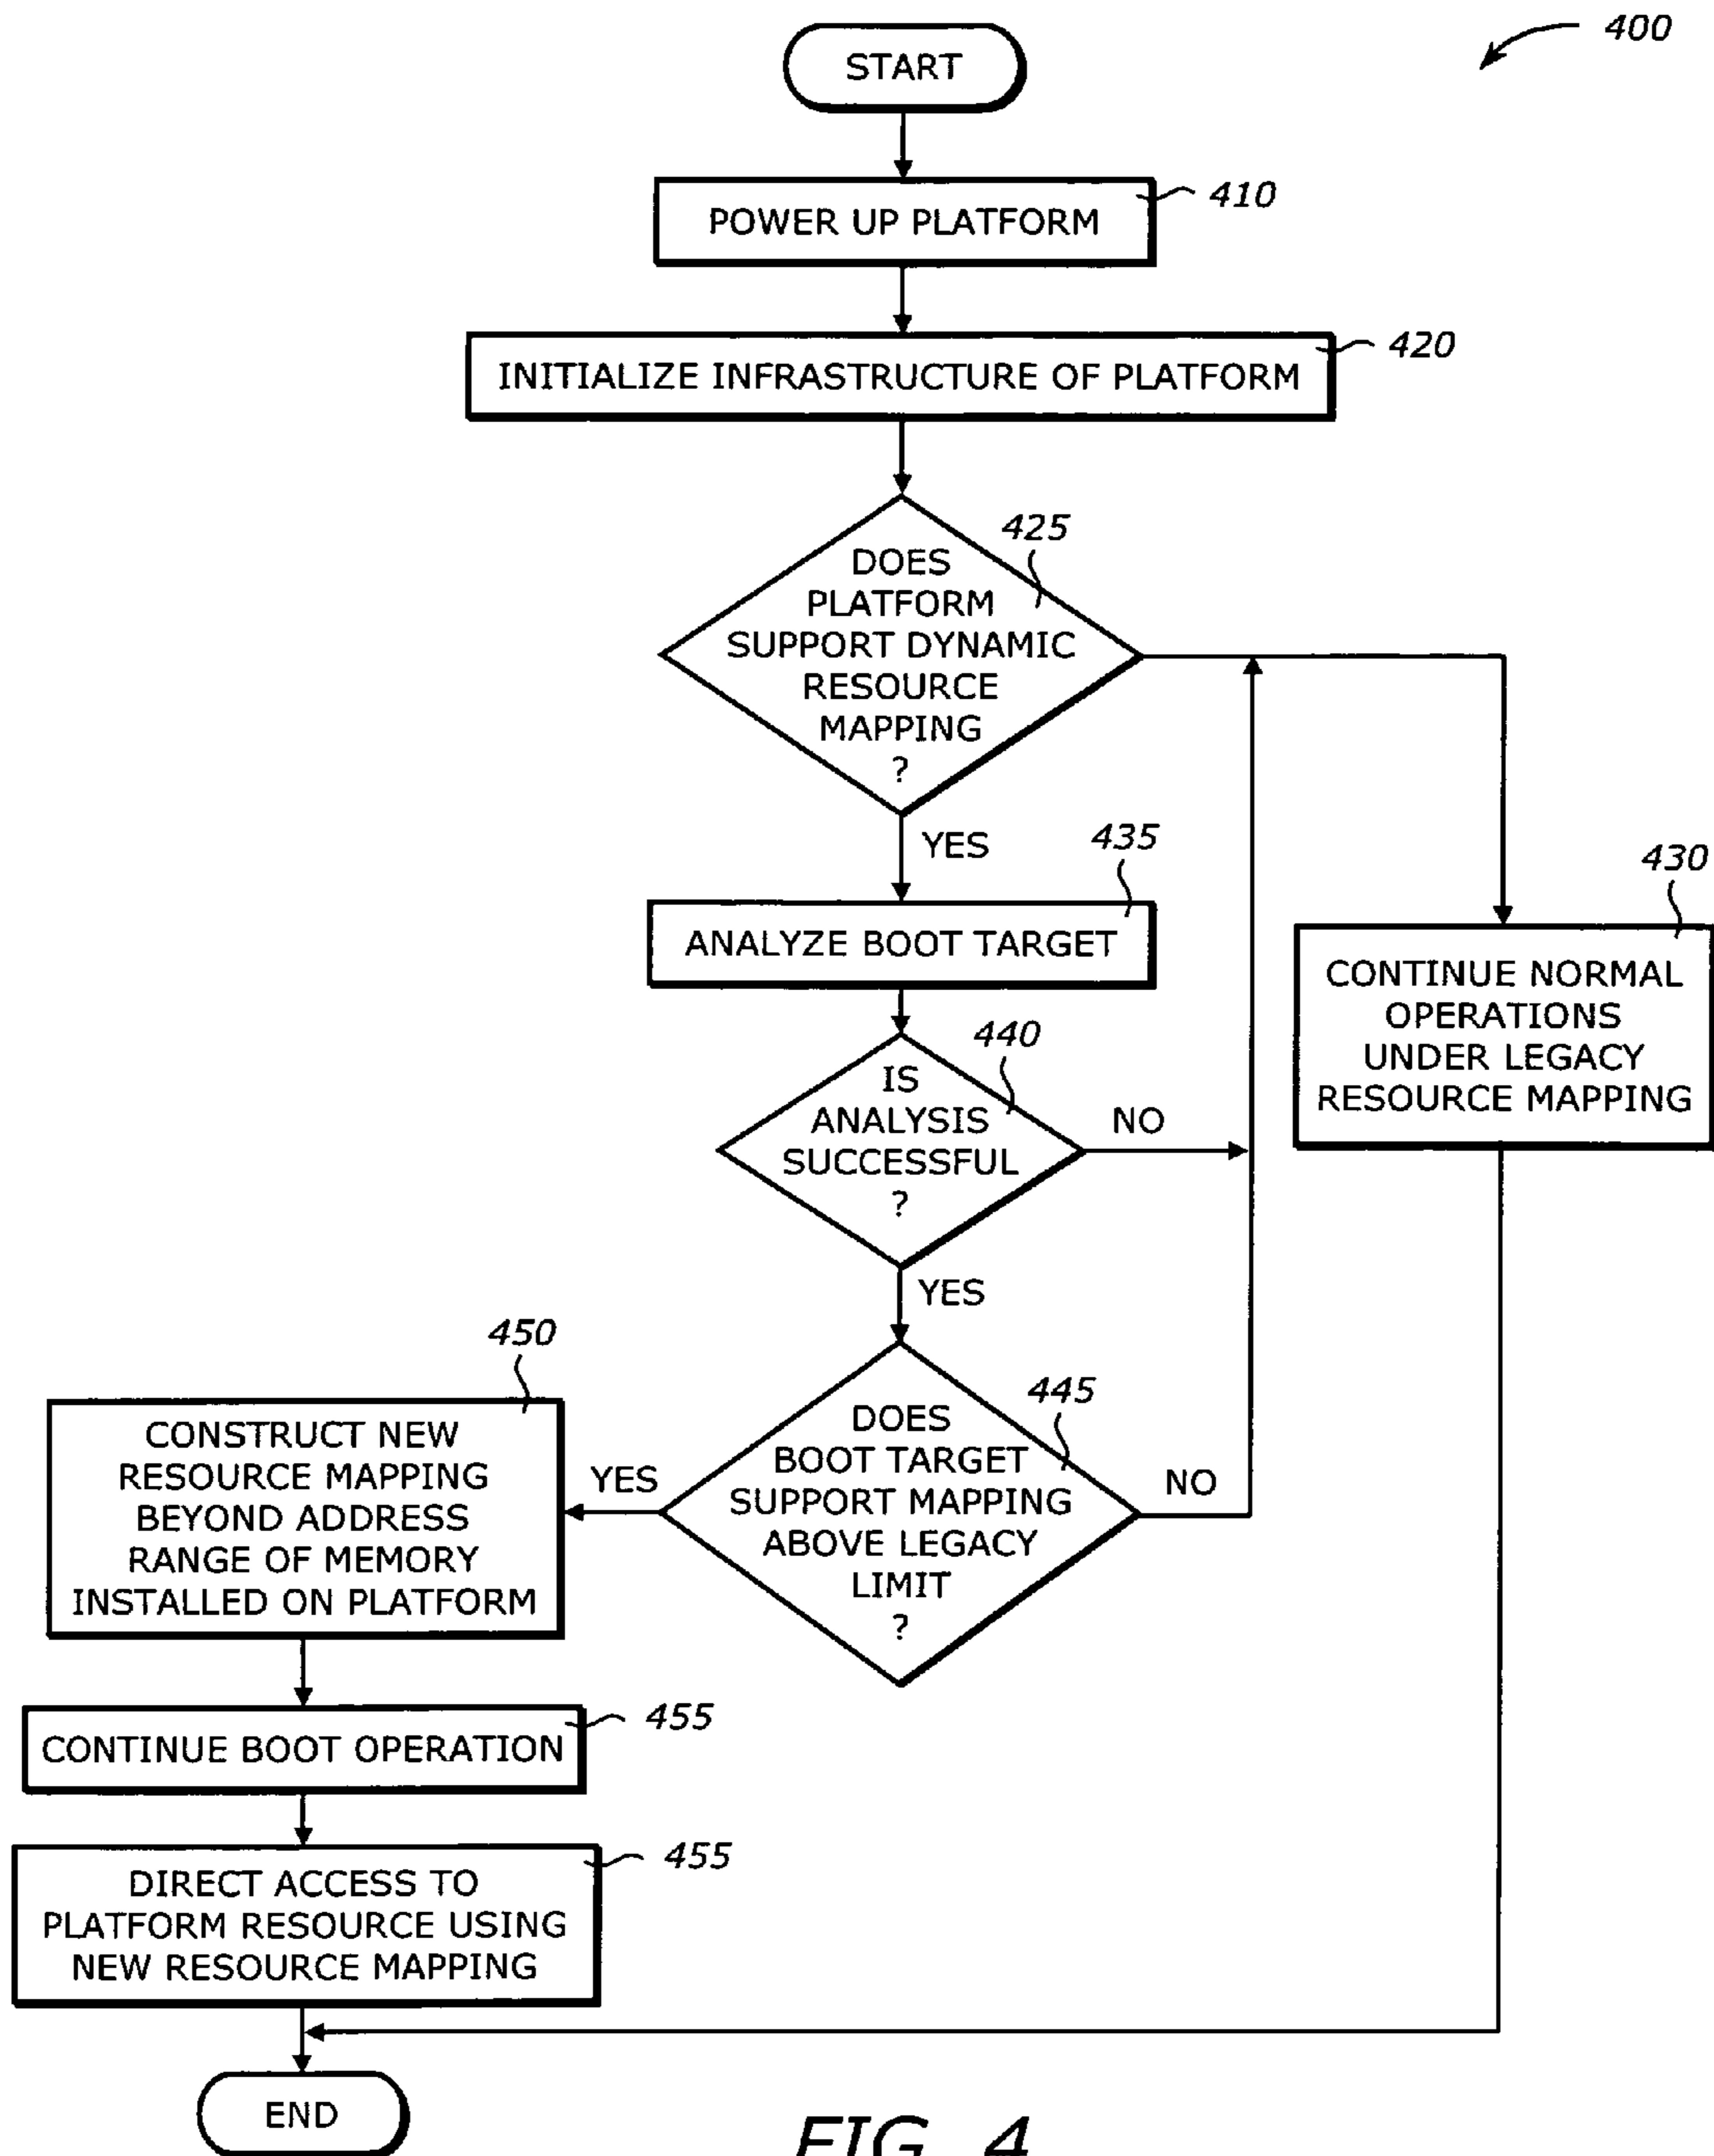 400
START
410
POWER UP PLATFORM
420
INITIALIZE INFRASTRUCTURE OF PLATFORM
425
DOES
PLATFORM
SUPPORT DYNAMIC
RESOURCE
MAPPING
?
YES
435
ANALYZE BOOT TARGET
430
CONTINUE NORMAL
OPERATIONS
UNDER LEGACY
RESOURCE MAPPING
440
IS
ANALYSIS
SUCCESSFUL
?
NO
YES
445
DOES
BOOT TARGET
SUPPORT MAPPING
ABOVE LEGACY
LIMIT
?
NO
YES
450
CONSTRUCT NEW
RESOURCE MAPPING
BEYOND ADDRESS
RANGE OF MEMORY
INSTALLED ON PLATFORM
455
CONTINUE BOOT OPERATION
455
DIRECT ACCESS TO
PLATFORM RESOURCE USING
NEW RESOURCE MAPPING
END
FIG. 4